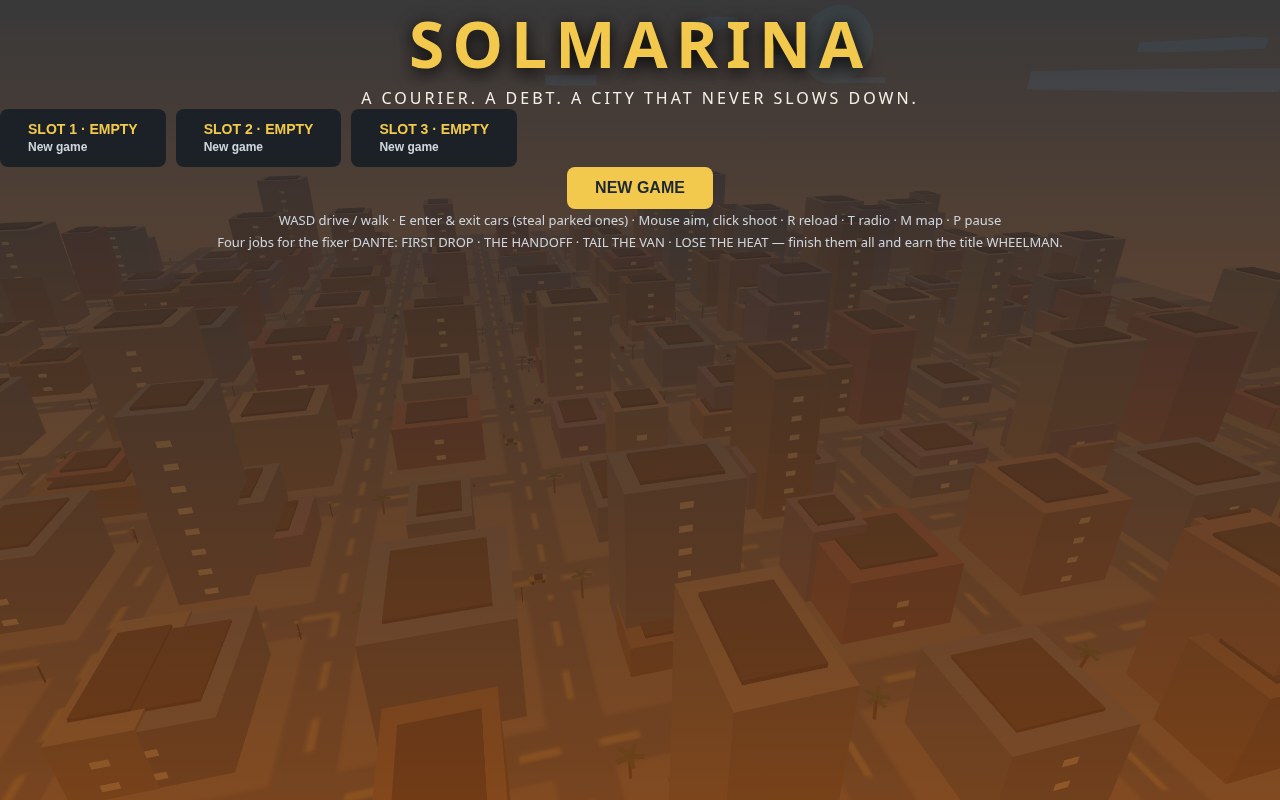 SOLMARINA
A COURIER. A DEBT. A CITY THAT NEVER SLOWS DOWN.
SLOT 1 · EMPTY
New game
SLOT 2 · EMPTY
New game
SLOT 3 · EMPTY
New game
NEW GAME
WASD drive / walk · E enter & exit cars (steal parked ones) · Mouse aim, click shoot · R reload · T radio · M map · P pause
Four jobs for the fixer DANTE: FIRST DROP · THE HANDOFF · TAIL THE VAN · LOSE THE HEAT — finish them all and earn the title WHEELMAN.